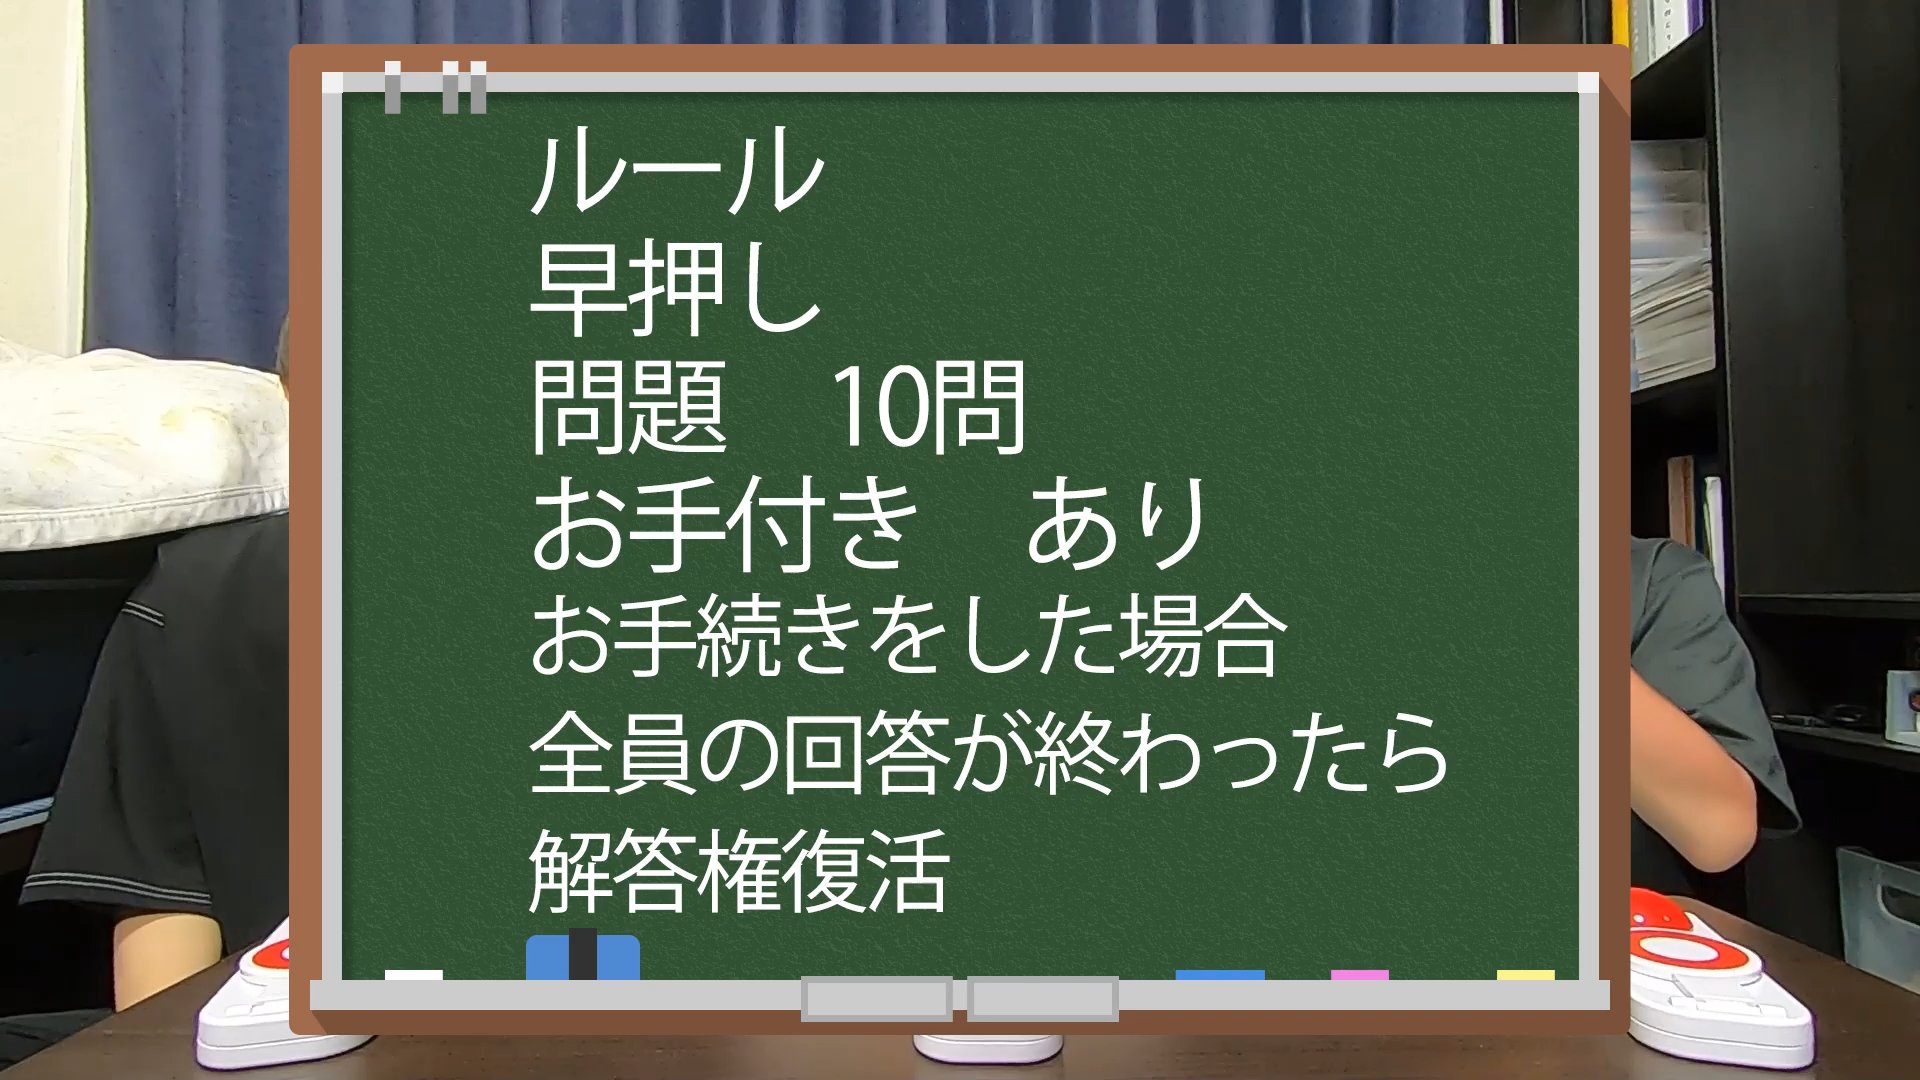 ルール
早押し
問題　10問
お手付き　あり
お手続きをした場合
全員の回答が終わったら
解答権復活